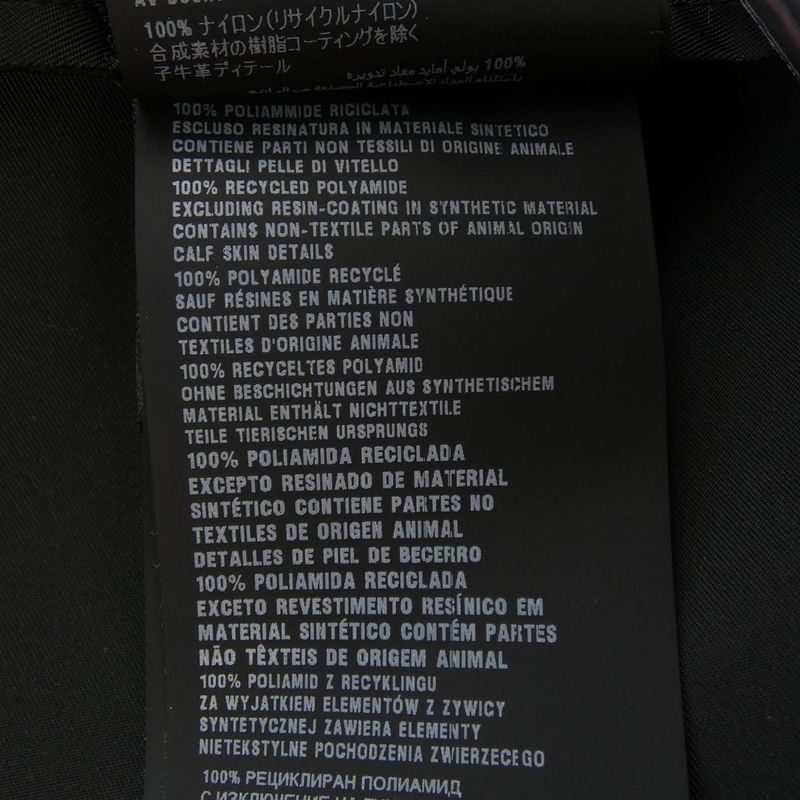 100% ナイロン(リサイクルナイロン)
合成素材の樹脂コーティングを除く
子牛革ディテール
100% بولي أمايد معاد تدويره
100% POLIAMMIDE RICICLATA
ESCLUSO RESINATURA IN MATERIALE SINTETICO
CONTIENE PARTI NON TESSILI DI ORIGINE ANIMALE
DETTAGLI PELLE DI VITELLO
100% RECYCLED POLYAMIDE
EXCLUDING RESIN-COATING IN SYNTHETIC MATERIAL
CONTAINS NON-TEXTILE PARTS OF ANIMAL ORIGIN
CALF SKIN DETAILS
100% POLYAMIDE RECYCLÉ
SAUF RÉSINES EN MATIÈRE SYNTHÉTIQUE
CONTIENT DES PARTIES NON
TEXTILES D'ORIGINE ANIMALE
100% RECYCELTES POLYAMID
OHNE BESCHICHTUNGEN AUS SYNTHETISCHEM
MATERIAL ENTHÄLT NICHTTEXTILE
TEILE TIERISCHEN URSPRUNGS
100% POLIAMIDA RECICLADA
EXCEPTO RESINADO DE MATERIAL
SINTÉTICO CONTIENE PARTES NO
TEXTILES DE ORIGEN ANIMAL
DETALLES DE PIEL DE BECERRO
100% POLIAMIDA RECICLADA
EXCETO REVESTIMENTO RESÍNICO EM
MATERIAL SINTÉTICO CONTÉM PARTES
NÃO TÊXTEIS DE ORIGEM ANIMAL
100% POLIAMID Z RECYKLINGU
ZA WYJATKIEM ELEMENTÓW Z ZYWICY
SYNTETYCZNEJ ZAWIERA ELEMENTY
NIETEKSTYLNE POCHODZENIA ZWIERZECEGO
100% РЕЦИКЛИРАН ПОЛИАМИД